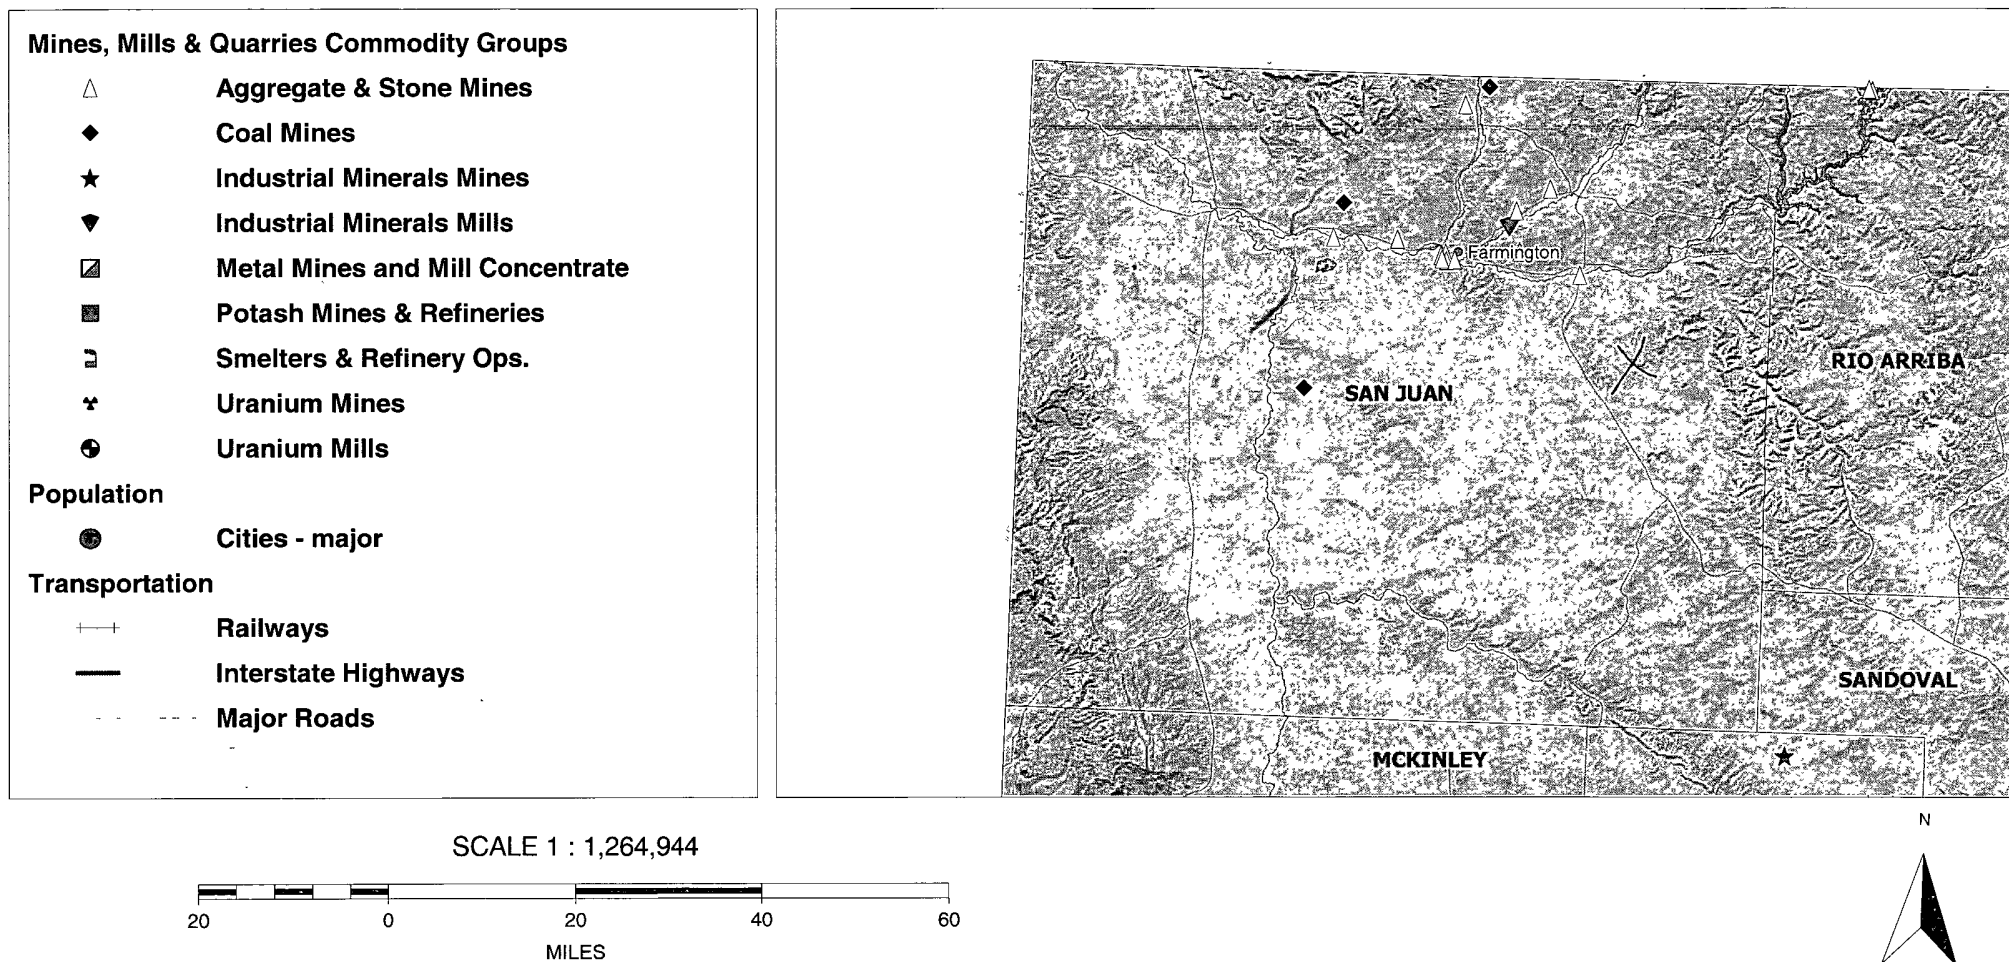 Mines, Mills & Quarries Commodity Groups
Aggregate & Stone Mines
Coal Mines
Industrial Minerals Mines
Industrial Minerals Mills
Metal Mines and Mill Concentrate
Potash Mines & Refineries
Smelters & Refinery Ops.
Uranium Mines
Uranium Mills
Population
Cities - major
Transportation
Railways
Interstate Highways
Major Roads
Farmington
RIO ARRIBA
SAN JUAN
SANDOVAL
MCKINLEY
SCALE 1 : 1,264,944
20 0 20 40 60
MILES
N